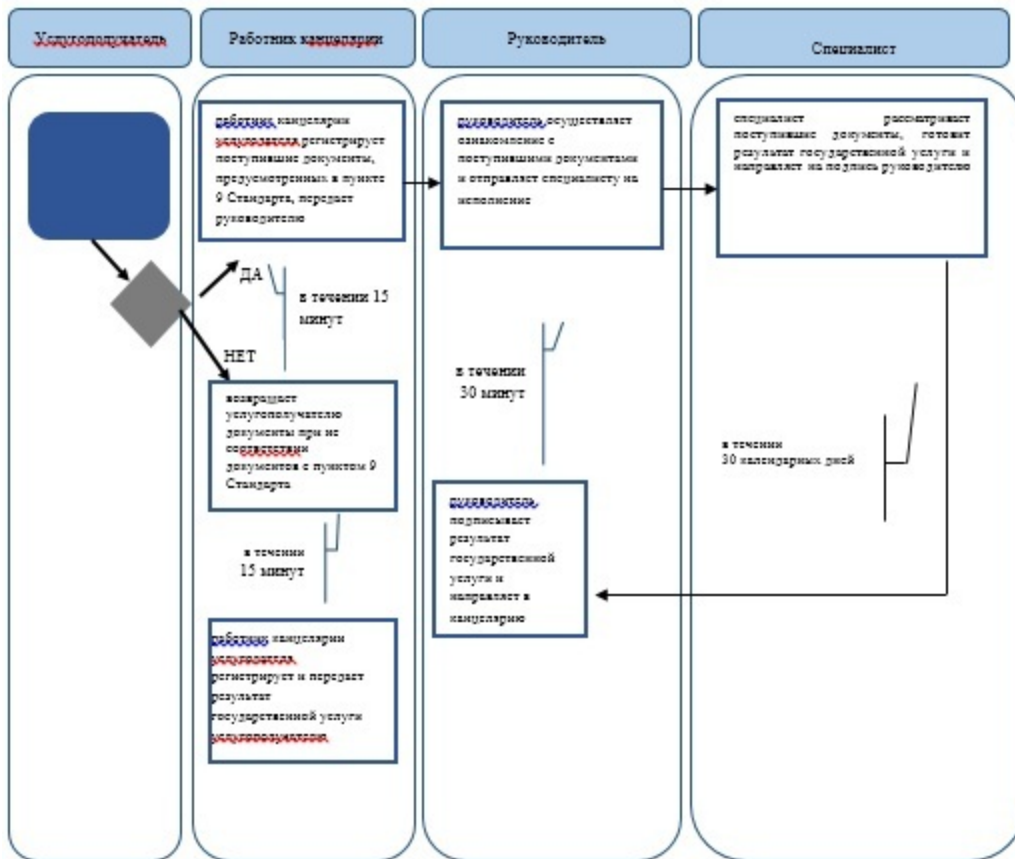 Услугополучатель
Работник канцелярии
Руководитель
Специалист
работник канцелярии
услугодателя регистрирует
поступившие документы,
предусмотренных в пункте
9 Стандарта, передает
руководителю
руководитель осуществляет
ознакомление с
поступившими документами
и отправляет специалисту на
исполнение
специалист рассматривает
поступившие документы, готовит
результат государственной услуги и
направляет на подпись руководителю
ДА
в течении 15
минут
НЕТ
возвращает
услугополучателю
документы при не
соответствии
документов с пунктом 9
Стандарта
в течении
30 минут
в течении
30 календарных дней
руководитель
подписывает
результат
государственной
услуги и
направляет в
канцелярию
в течении
15 минут
работник канцелярии
услугодателя
регистрирует и передает
результат
государственной услуги
услугополучателя